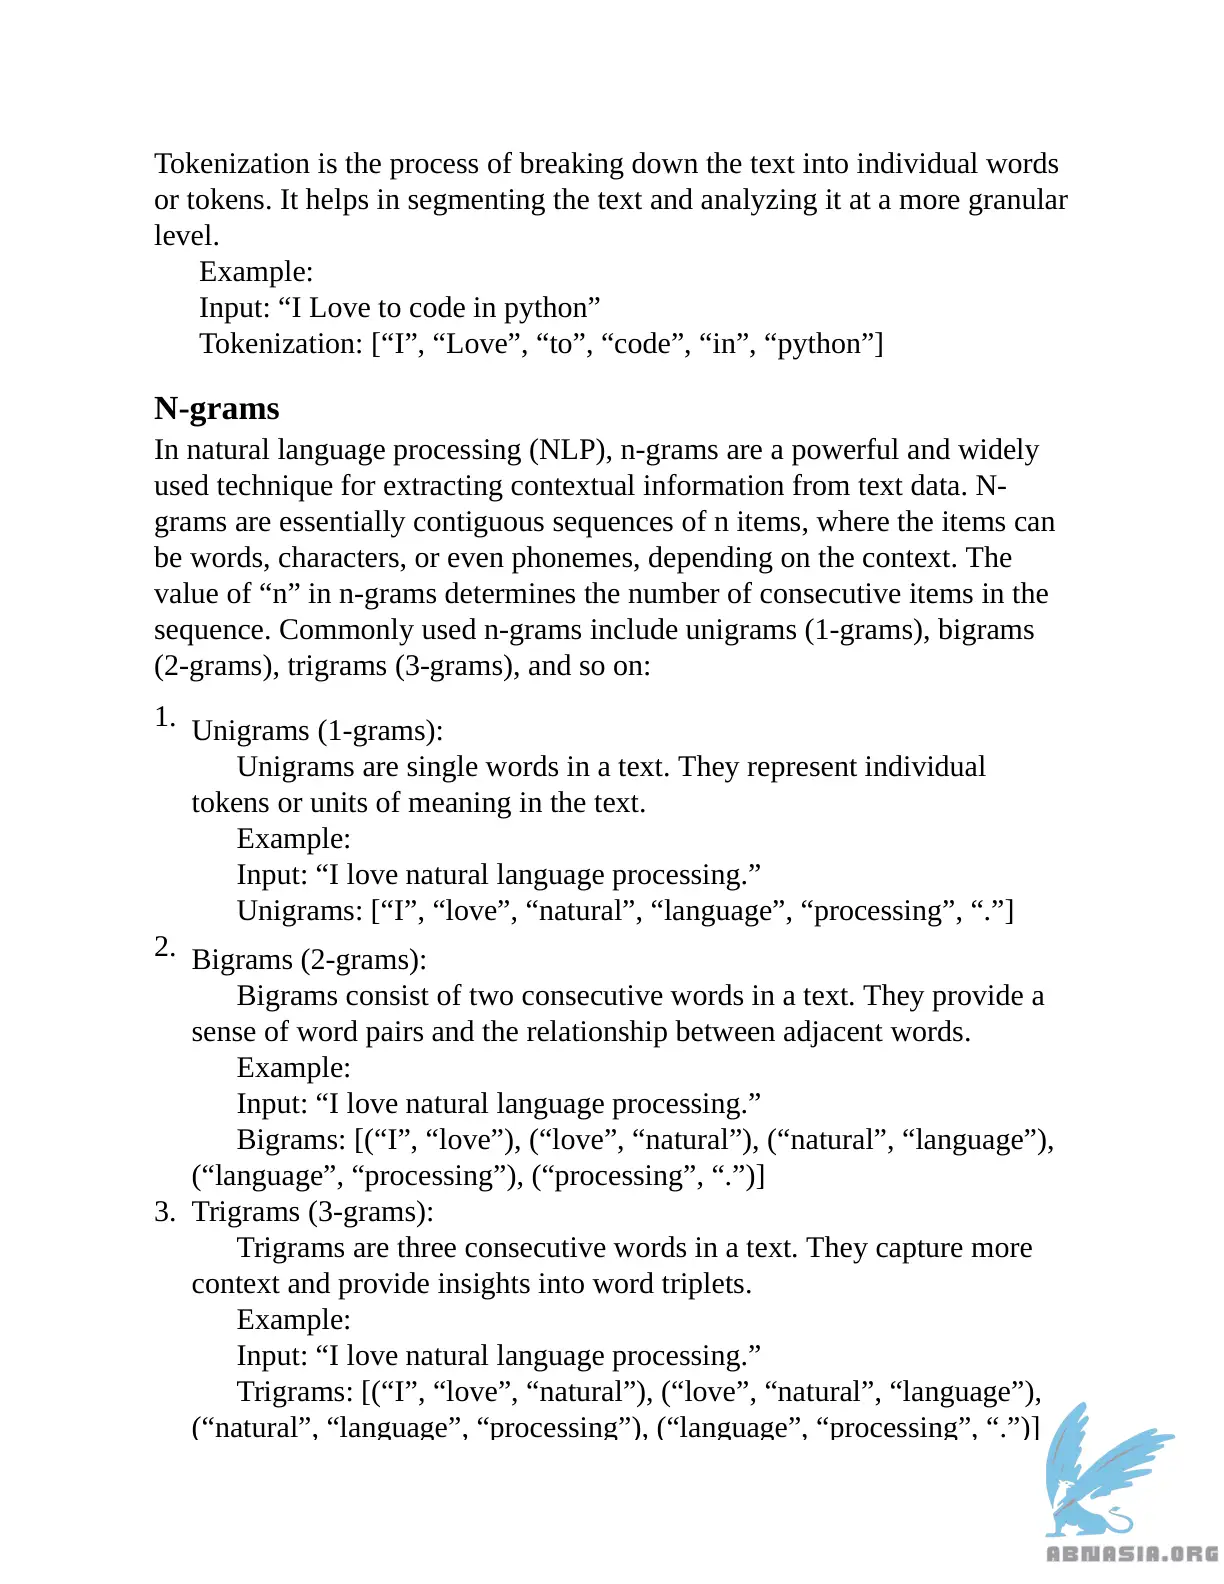 Tokenization is the process of breaking down the text into individual words
or tokens. It helps in segmenting the text and analyzing it at a more granular
level.
Example:
Input: “I Love to code in python”
Tokenization: [“I”, “Love”, “to”, “code”, “in”, “python”]
N-grams
In natural language processing (NLP), n-grams are a powerful and widely
used technique for extracting contextual information from text data. N-
grams are essentially contiguous sequences of n items, where the items can
be words, characters, or even phonemes, depending on the context. The
value of “n” in n-grams determines the number of consecutive items in the
sequence. Commonly used n-grams include unigrams (1-grams), bigrams
(2-grams), trigrams (3-grams), and so on:
1. Unigrams (1-grams):
Unigrams are single words in a text. They represent individual
tokens or units of meaning in the text.
Example:
Input: “I love natural language processing.”
Unigrams: [“I”, “love”, “natural”, “language”, “processing”, “.”]
2. Bigrams (2-grams):
Bigrams consist of two consecutive words in a text. They provide a
sense of word pairs and the relationship between adjacent words.
Example:
Input: “I love natural language processing.”
Bigrams: [(“I”, “love”), (“love”, “natural”), (“natural”, “language”),
(“language”, “processing”), (“processing”, “.”)]
3. Trigrams (3-grams):
Trigrams are three consecutive words in a text. They capture more
context and provide insights into word triplets.
Example:
Input: “I love natural language processing.”
Trigrams: [(“I”, “love”, “natural”), (“love”, “natural”, “language”),
(“natural”, “language”, “processing”), (“language”, “processing”, “.”)]
ABNASIA.ORG